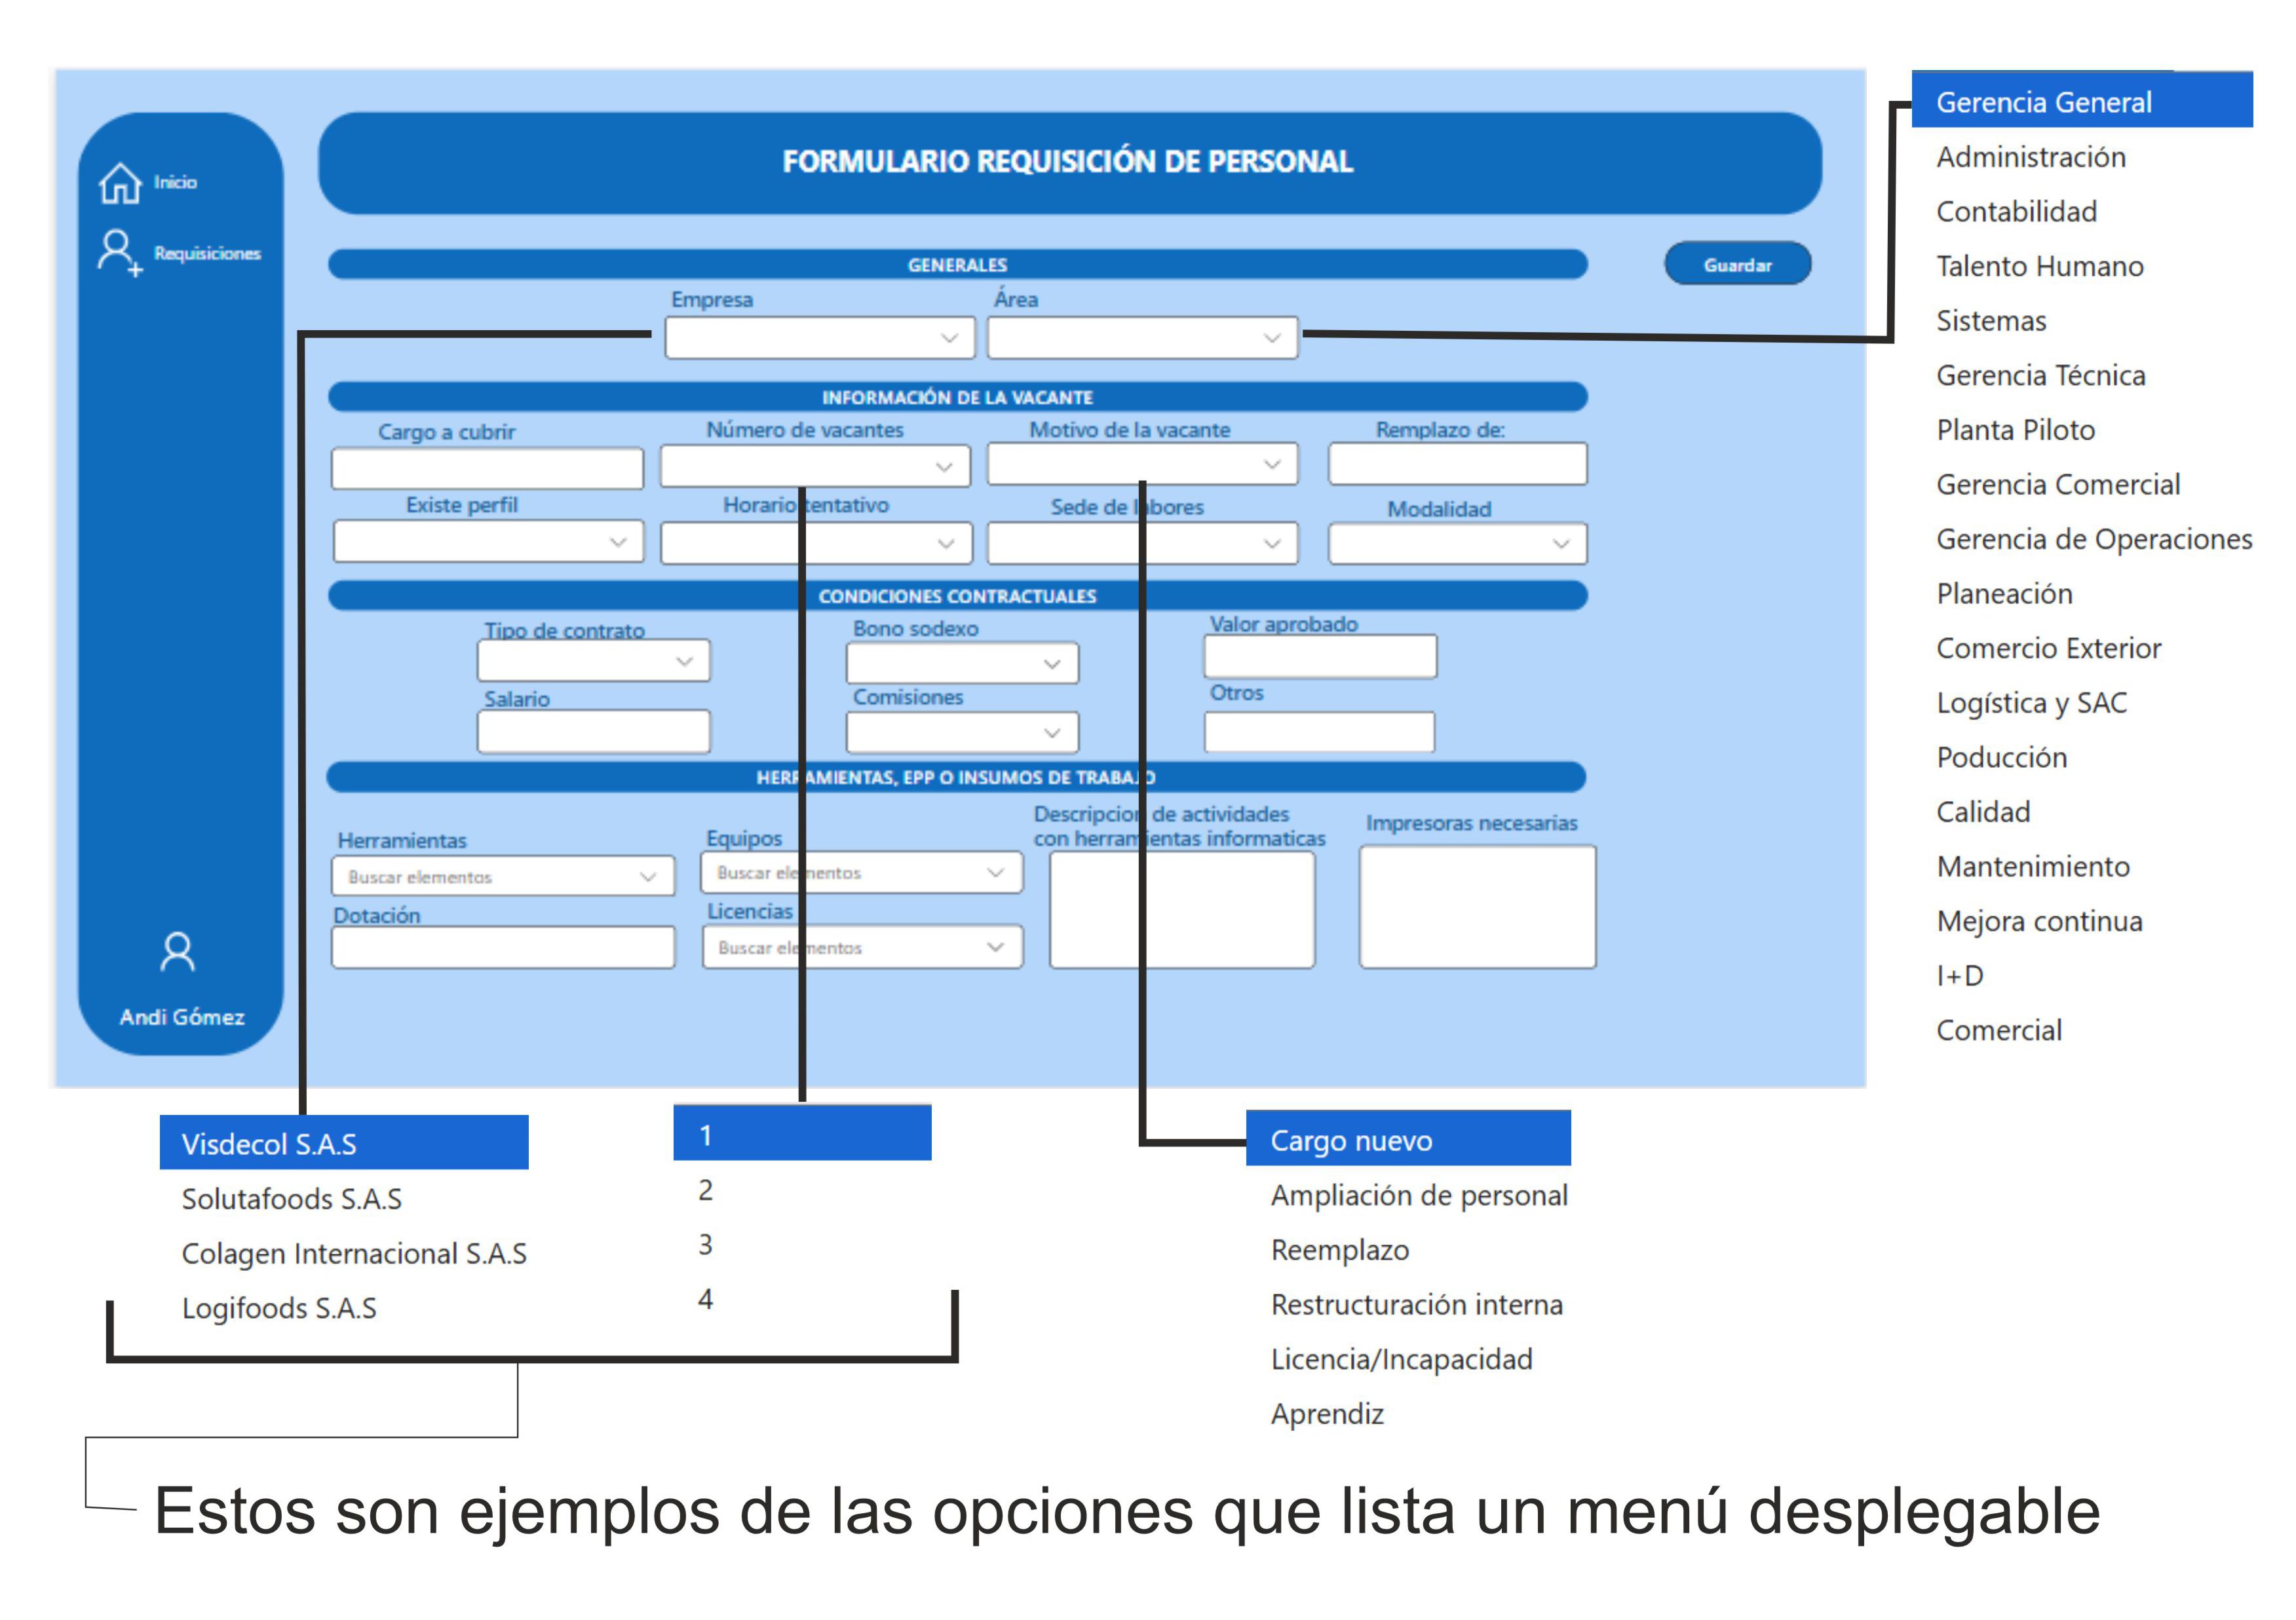 Inicio
Requisiciones
Andi Gómez
FORMULARIO REQUISICIÓN DE PERSONAL
GENERALES
Guardar
Empresa
Área
INFORMACIÓN DE LA VACANTE
Cargo a cubrir
Número de vacantes
Motivo de la vacante
Remplazo de:
Existe perfil
Horario tentativo
Sede de labores
Modalidad
CONDICIONES CONTRACTUALES
Tipo de contrato
Bono sodexo
Valor aprobado
Salario
Comisiones
Otros
HERRAMIENTAS, EPP O INSUMOS DE TRABAJO
Herramientas
Buscar elementos
Equipos
Buscar elementos
Descripcion de actividades
con herramientas informaticas
Impresoras necesarias
Dotación
Licencias
Buscar elementos
Gerencia General
Administración
Contabilidad
Talento Humano
Sistemas
Gerencia Técnica
Planta Piloto
Gerencia Comercial
Gerencia de Operaciones
Planeación
Comercio Exterior
Logística y SAC
Poducción
Calidad
Mantenimiento
Mejora continua
I+D
Comercial
Visdecol S.A.S
Solutafoods S.A.S
Colagen Internacional S.A.S
Logifoods S.A.S
1
2
3
4
Cargo nuevo
Ampliación de personal
Reemplazo
Restructuración interna
Licencia/Incapacidad
Aprendiz
Estos son ejemplos de las opciones que lista un menú desplegable